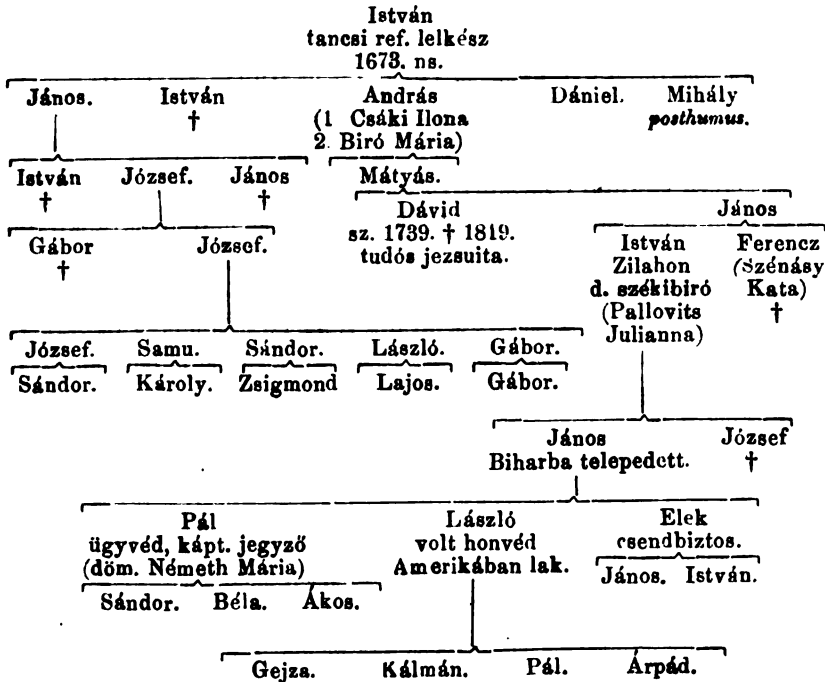 István
tancsi ref. lelkész
1673. ns.
János. István András Dániel. Mihály
† (1 Csáki Ilona posthumus.
2. Biró Mária)
István József. János Mátyás.
† †
Dávid János
sz. 1739. † 1819.
tudós jezsuita.
Gábor József. István Ferencz
† Zilahon (Szénásy
d. székibiró Kata)
(Pallovits †
Julianna)
József. Samu. Sándor. László. Gábor.
Sándor. Károly. Zsigmond Lajos. Gábor.
János József
Biharba telepedett. †
Pál László Elek
ügyvéd, kápt. jegyző volt honvéd csendbiztos.
(döm. Németh Mária) Amerikában lak. János. István.
Sándor. Béla. Ákos.
Gejza. Kálmán. Pál. Árpád.